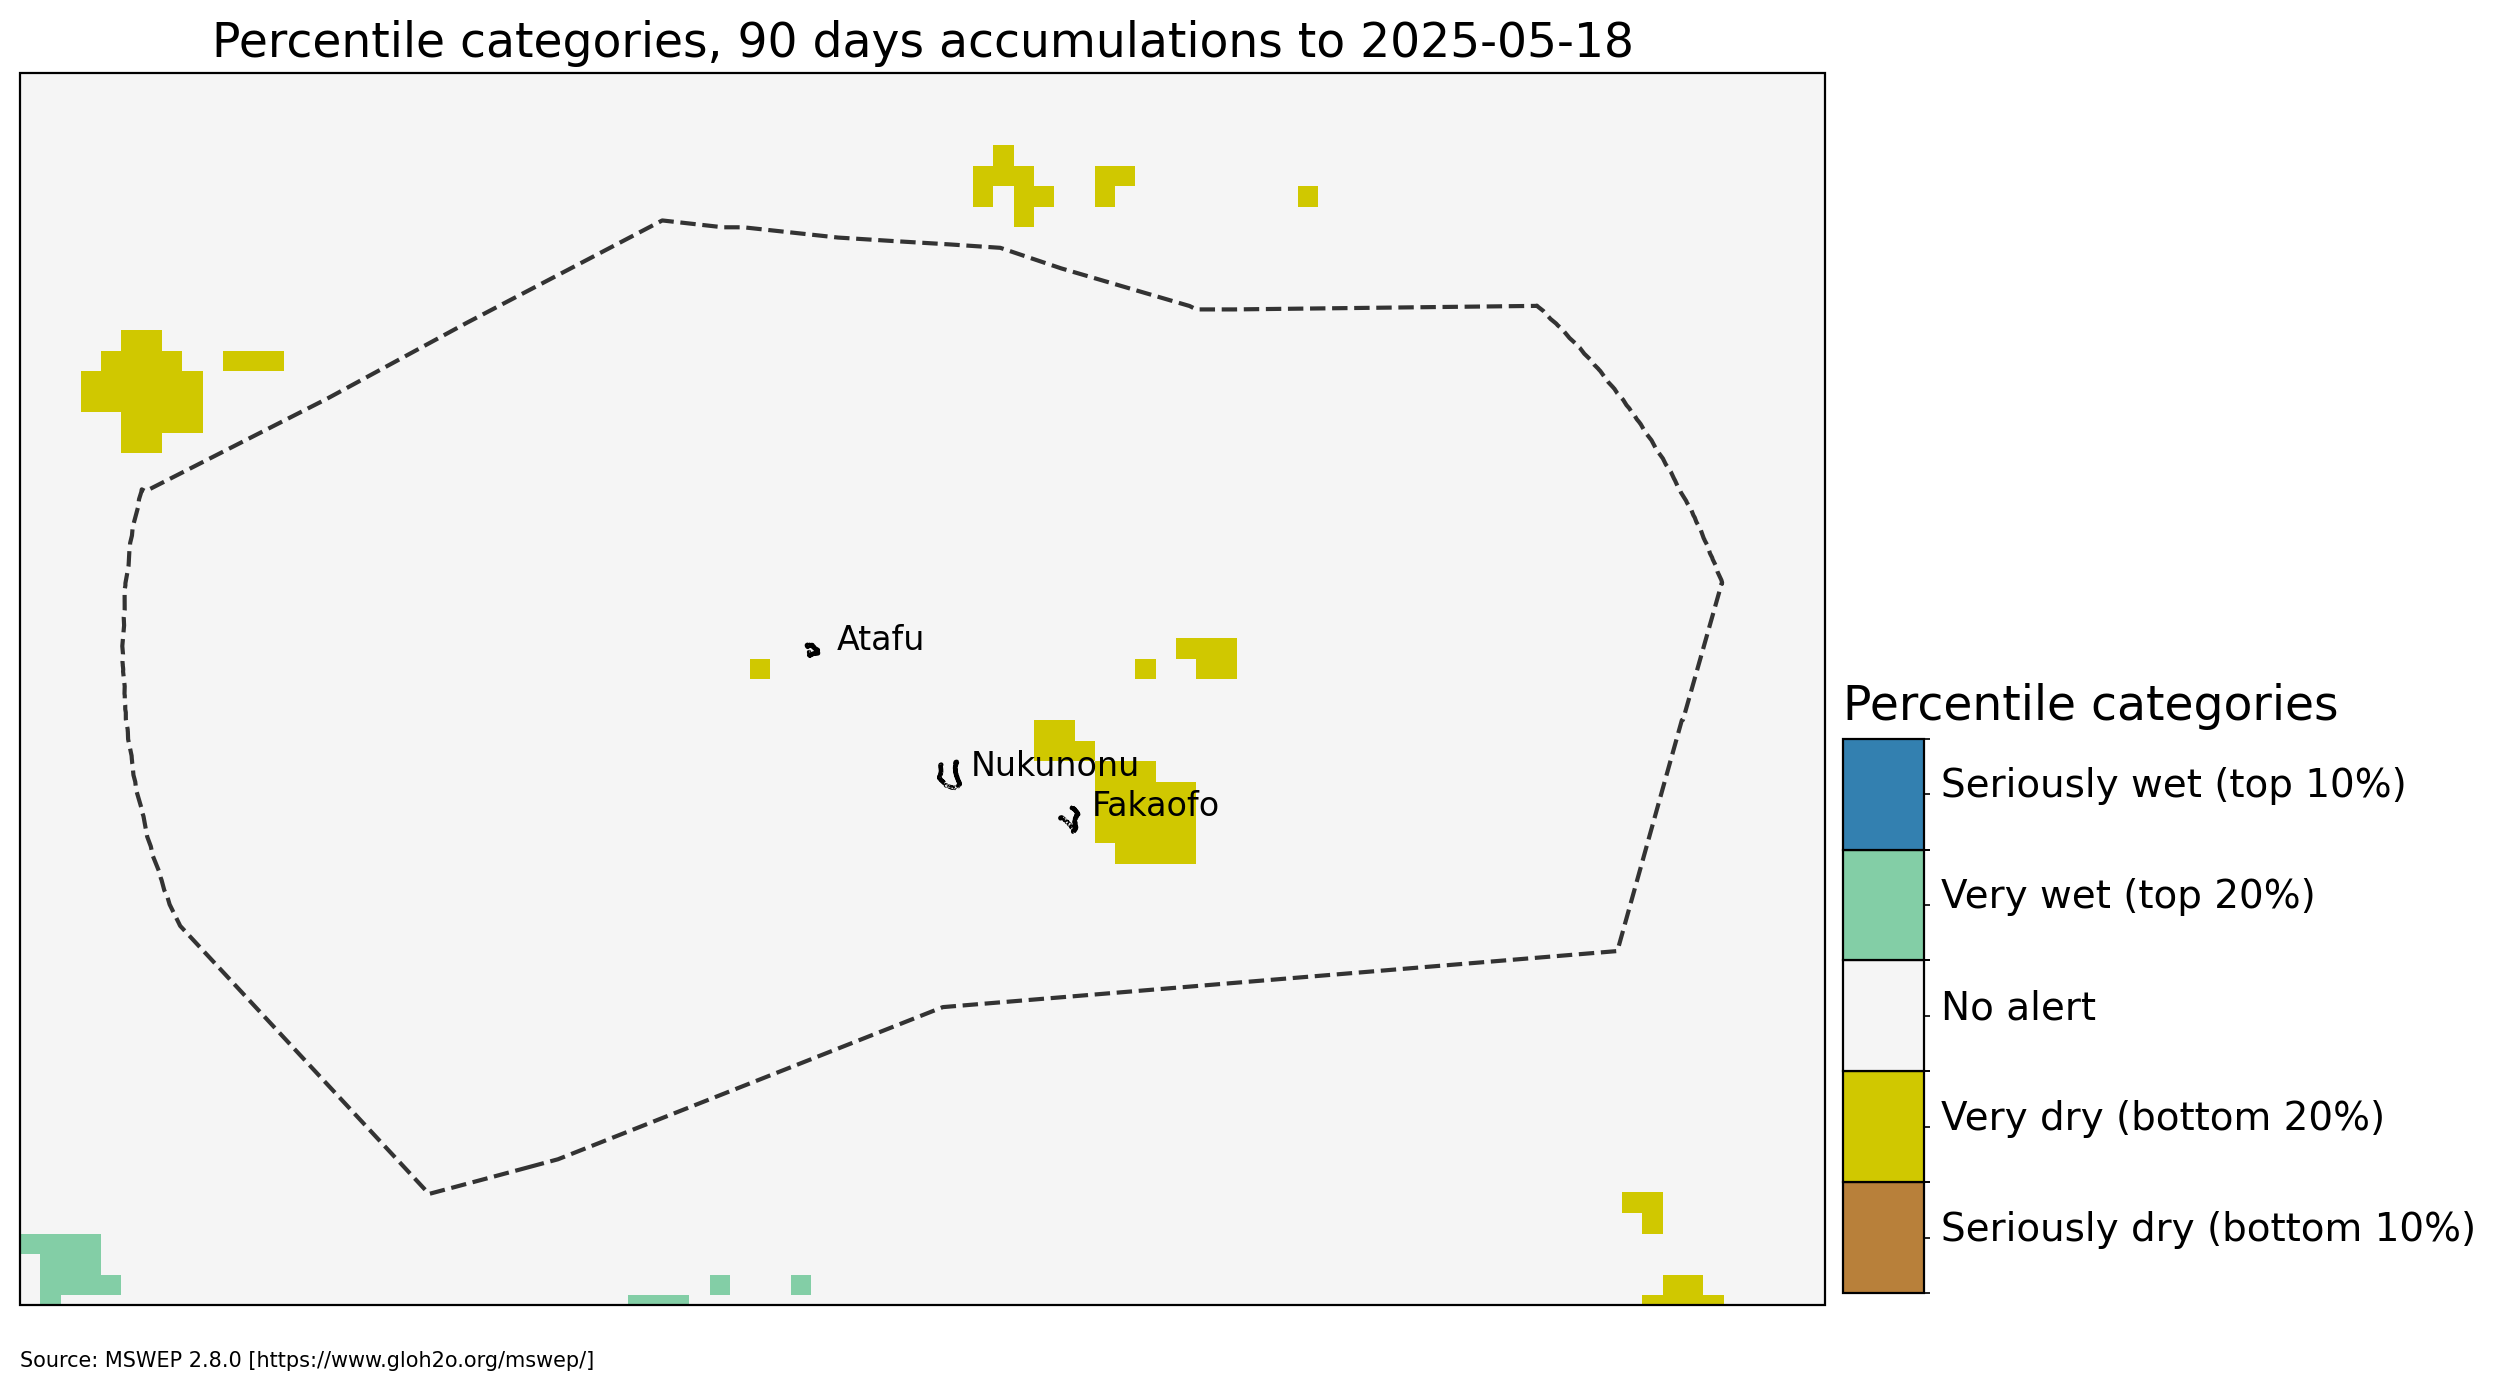 Percentile categories, 90 days accumulations to 2025-05-18
Atafu
Nukunonu
Fakaofo
Percentile categories
Seriously wet (top 10%)
Very wet (top 20%)
No alert
Very dry (bottom 20%)
Seriously dry (bottom 10%)
Source: MSWEP 2.8.0 [https://www.gloh2o.org/mswep/]